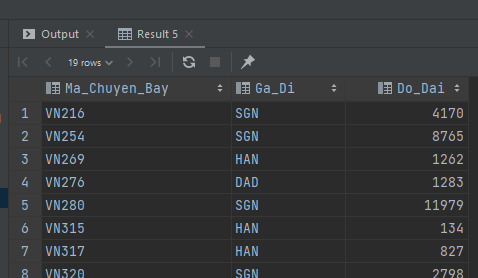 Output Result 5
19 rows
Ma_Chuyen_Bay Ga_Di Do_Dai
1 VN216 SGN 4170
2 VN254 SGN 8765
3 VN269 HAN 1262
4 VN276 DAD 1283
5 VN280 SGN 11979
6 VN315 HAN 134
7 VN317 HAN 827
8 VN320 SGN 2798